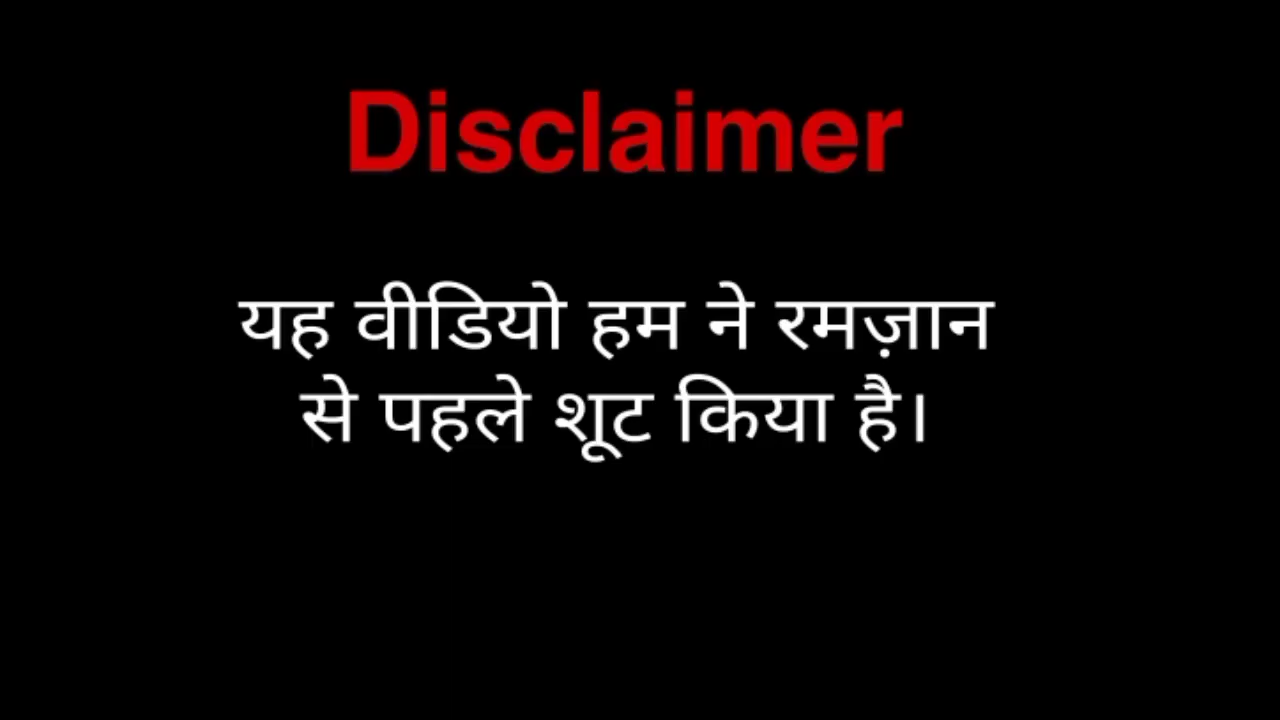 Disclaimer
यह वीडियो हम ने रमज़ान
से पहले शूट किया है।